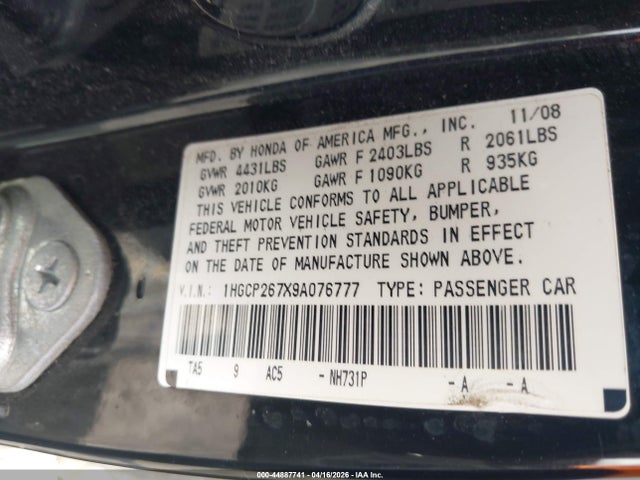 MFD. BY HONDA OF AMERICA MFG., INC. 11/08
GVWR 4431LBS GAWR F 2403LBS R 2061LBS
GVWR 2010KG GAWR F 1090KG R 935KG
THIS VEHICLE CONFORMS TO ALL APPLICABLE
FEDERAL MOTOR VEHICLE SAFETY, BUMPER,
AND THEFT PREVENTION STANDARDS IN EFFECT
ON THE DATE OF MANUFACTURE SHOWN ABOVE.
V.I.N.: 1HGCP267X9A076777 TYPE: PASSENGER CAR
TA5 9 AC5 - NH731P - A - A
000-44887741 - 04/16/2026 - IAA Inc.